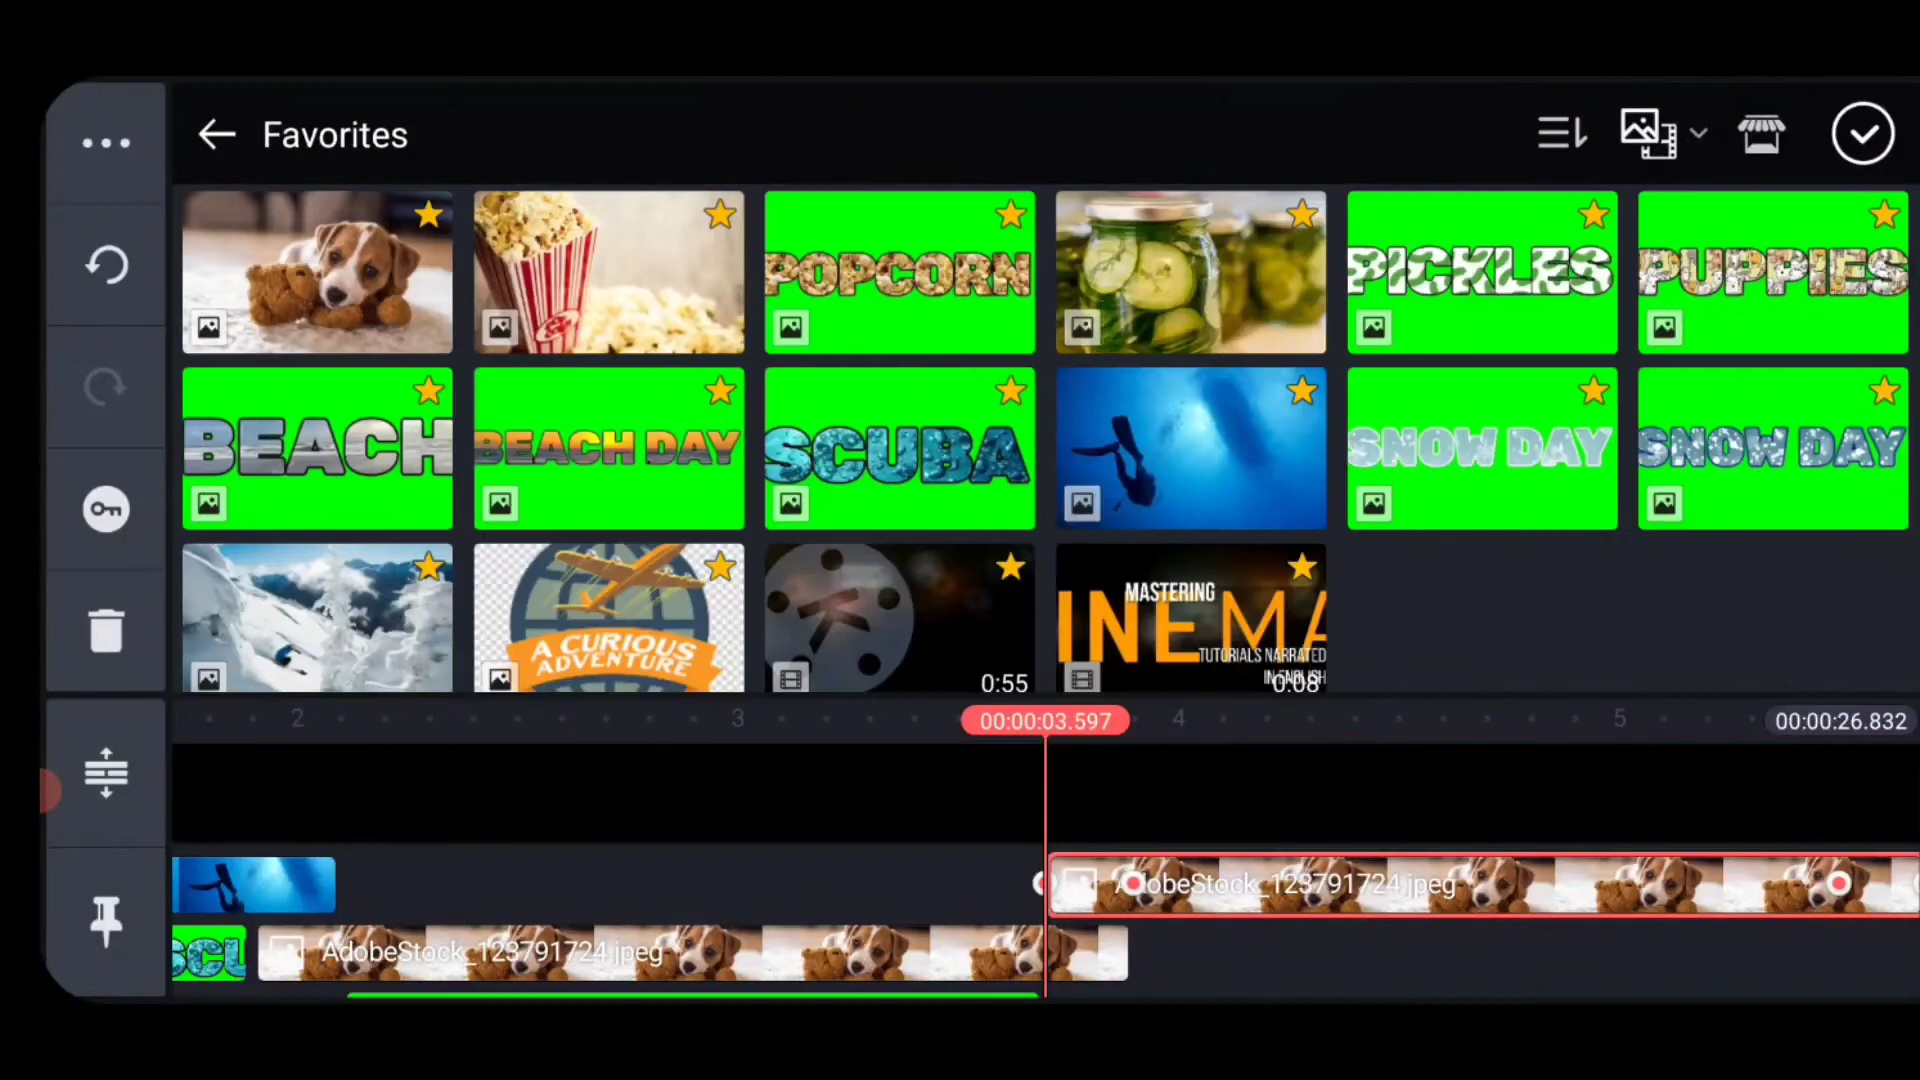 Favorites
POPCORN
PICKLES
PUPPIES
BEACH
BEACH DAY
SCUBA
SNOW DAY
SNOW DAY
A CURIOUS
ADVENTURE
0:55
MASTERING
INEMA
TUTORIALS NARRATED
IN ENGLISH
0:08
2
3
00:00:03.597
4
5
00:00:26.832
AdobeStock_123791724.jpeg
SCU
AdobeStock_123791724.jpeg